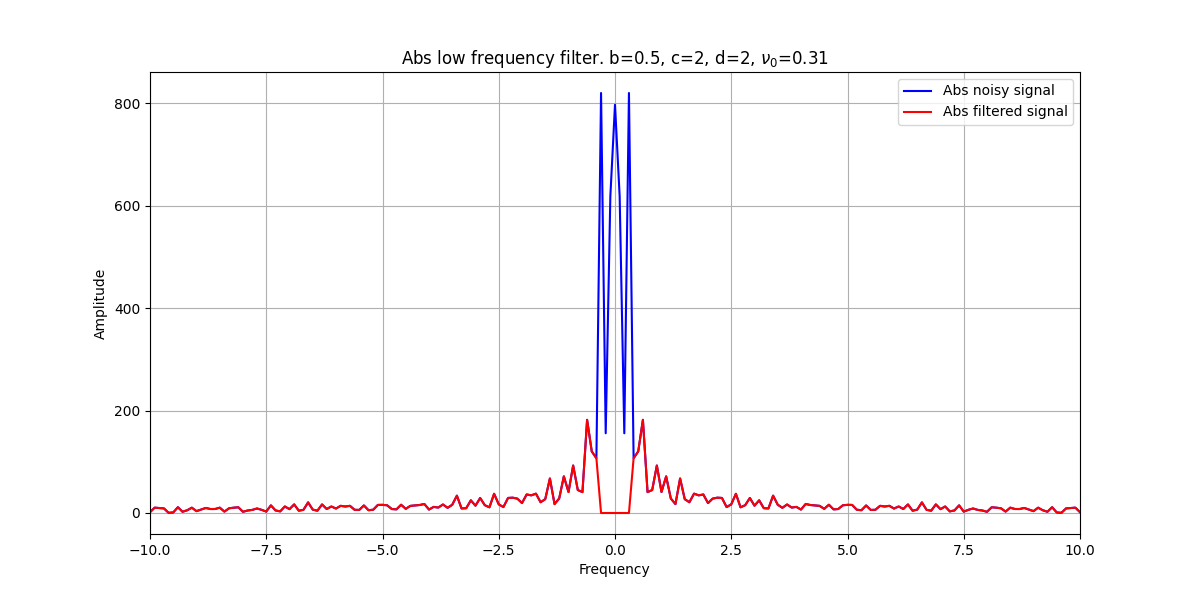 Abs low frequency filter. b=0.5, c=2, d=2, ν₀=0.31
Abs noisy signal
Abs filtered signal
Amplitude
800
600
400
200
0
−10.0 −7.5 −5.0 −2.5 0.0 2.5 5.0 7.5 10.0
Frequency